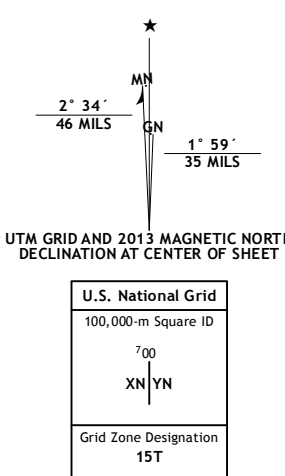 MN
2° 34´
46 MILS
GN
1° 59´
35 MILS
UTM GRID AND 2013 MAGNETIC NORTH
DECLINATION AT CENTER OF SHEET
U.S. National Grid
100,000-m Square ID
700
XN YN
Grid Zone Designation
15T